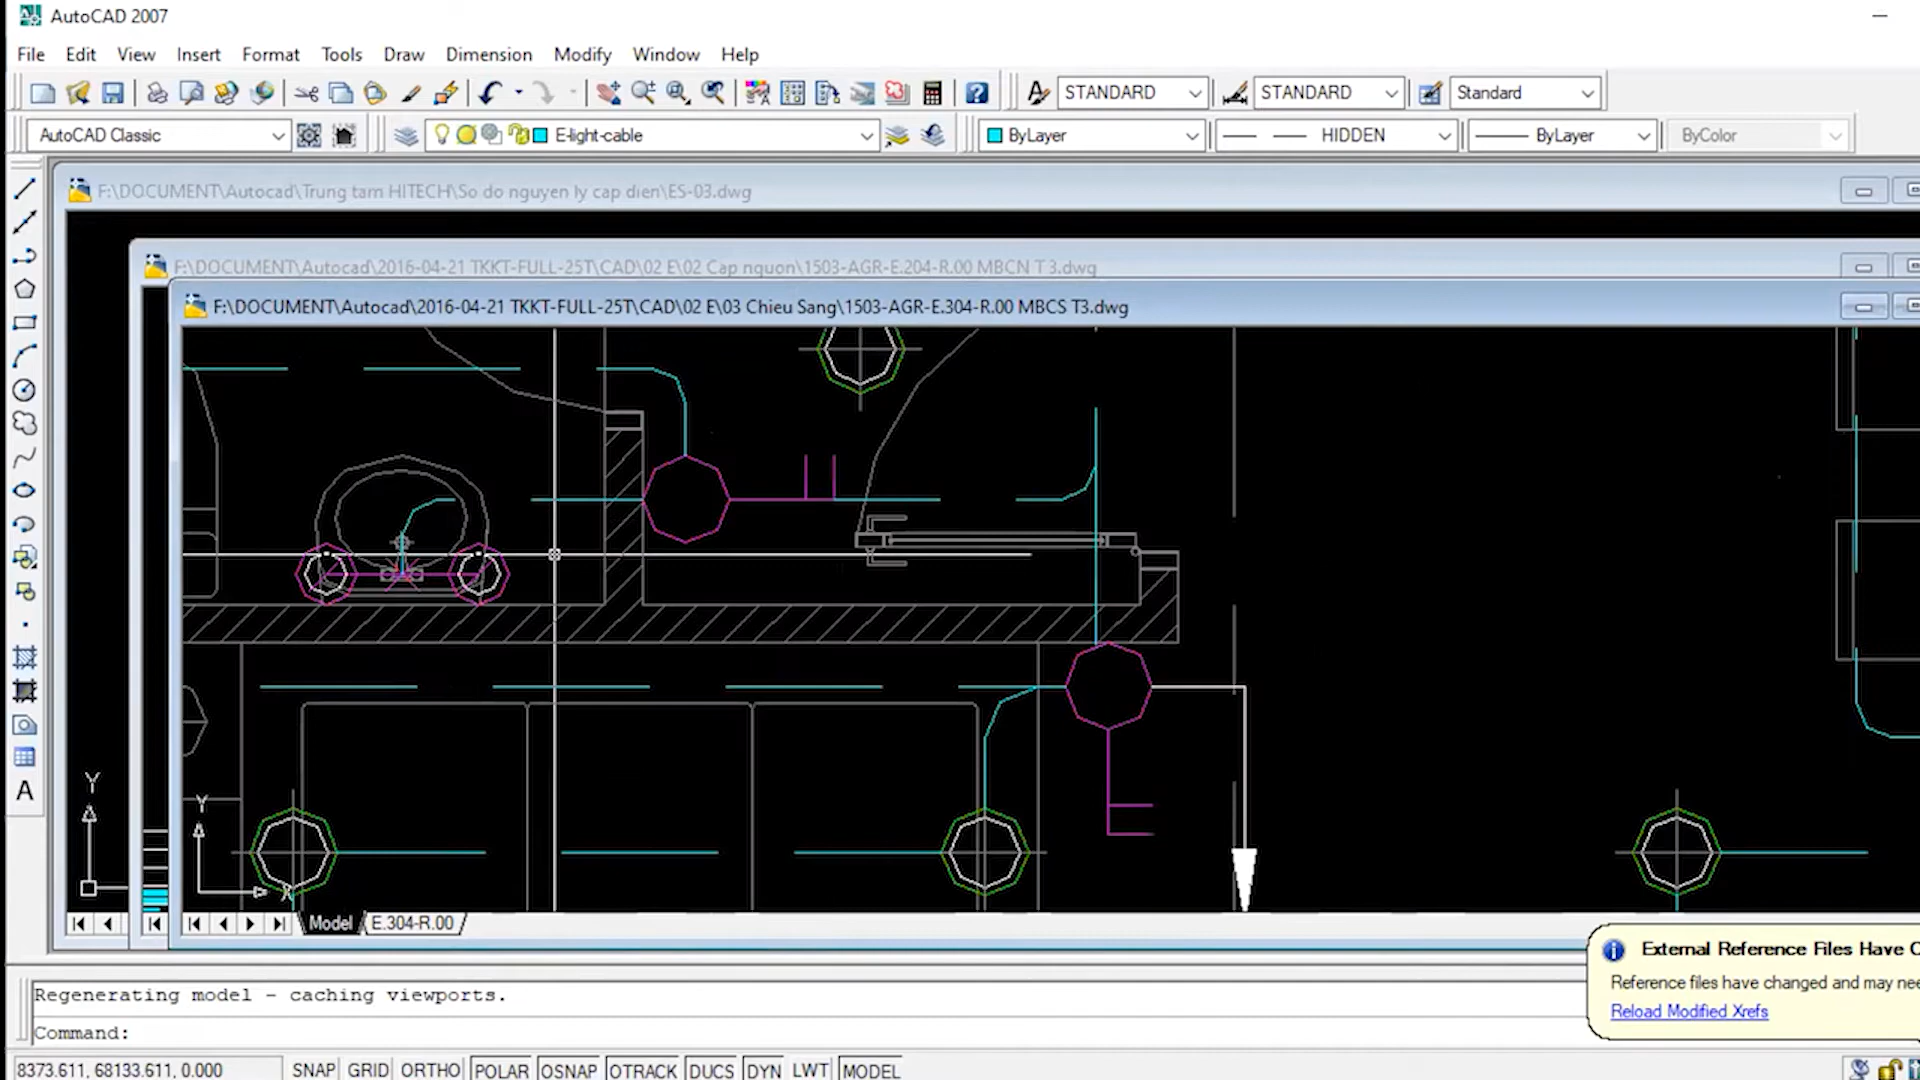 AutoCAD 2007
File Edit View Insert Format Tools Draw Dimension Modify Window Help
STANDARD STANDARD Standard
AutoCAD Classic E-light-cable ByLayer HIDDEN ByLayer ByColor
F:\DOCUMENT\Autocad\Trung tam HITECH\So do nguyen ly cap dien\ES-03.dwg
F:\DOCUMENT\Autocad\2016-04-21 TKKT-FULL-25T\CAD\02 E\02 Cap nguon\1503-AGR-E.204-R.00 MBCN T 3.dwg
F:\DOCUMENT\Autocad\2016-04-21 TKKT-FULL-25T\CAD\02 E\03 Chieu Sang\1503-AGR-E.304-R.00 MBCS T3.dwg
Y
Y
X
Model E.304-R.00
External Reference Files Have C
Reference files have changed and may nee
Reload Modified Xrefs
Regenerating model - caching viewports.
Command:
8373.611, 68133.611, 0.000 SNAP GRID ORTHO POLAR OSNAP OTRACK DUCS DYN LWT MODEL